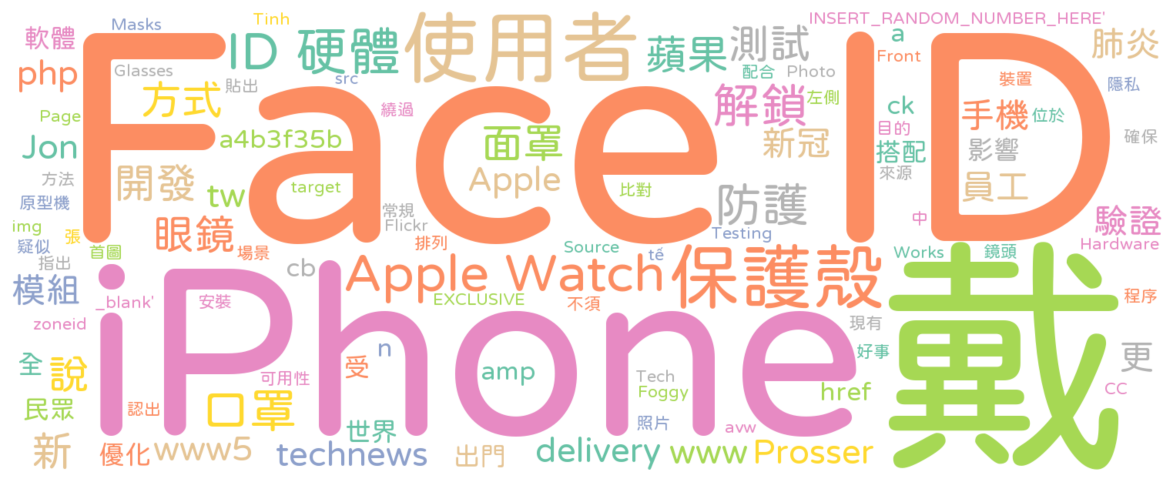 軟體
Masks
Tinh
INSERT_RANDOM_NUMBER_HERE'
php
Glasses
貼出
src
ID
硬體
使用者
蘋果
測試
配合
Photo
a
Front
肺炎
Face ID
方式
繞過
解鎖
左側
ck
裝置
隱私
Page
a4b3f35b
面罩
新冠
目的
手機
位於
確保
Jon
搭配
影響
方法
開發
tw
target
Apple
比對
來源
員工
原型機
常規
Flickr
防護
中
驗證
img
張
疑似
首圖
眼鏡
場景
排列
Source
tế
Testing
Works
鏡頭
Hardware
指出
模組
_blank'
安裝
cb
Apple Watch
保護殼
EXCLUSIVE
不須
戴
程序
zoneid
iPhone
現有
好事
更
全
說
可用性
受
n
amp
Tech
Foggy
href
CC
民眾
認出
口罩
世界
照片
avw
新
優化
www5
technews
出門
delivery
www
Prosser